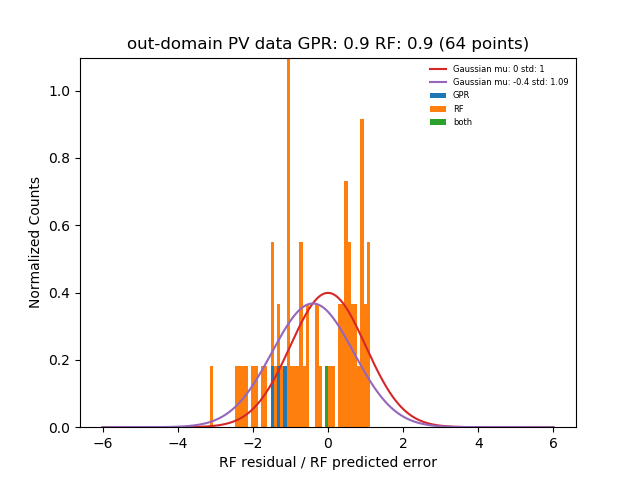 out-domain PV data GPR: 0.9 RF: 0.9 (64 points)
Gaussian mu: 0 std: 1
Gaussian mu: -0.4 std: 1.09
GPR
RF
both
Normalized Counts
1.0
0.8
0.6
0.4
0.2
0.0
−6 −4 −2 0 2 4 6
RF residual / RF predicted error